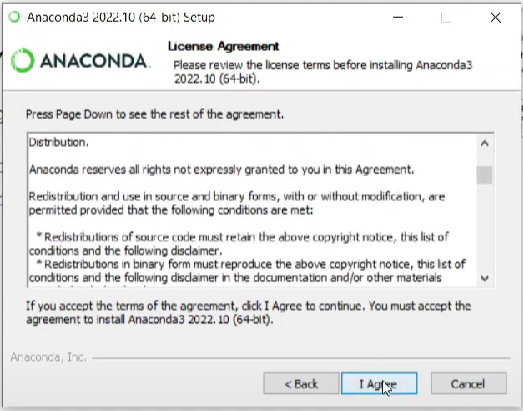 Anaconda3 2022.10 (64-bit) Setup
License Agreement
ANACONDA.
Please review the license terms before installing Anaconda3
2022.10 (64-bit).
Press Page Down to see the rest of the agreement.
Distribution.
Anaconda reserves all rights not expressly granted to you in this Agreement.
Redistribution and use in source and binary forms, with or without modification, are
permitted provided that the following conditions are met:
* Redistributions of source code must retain the above copyright notice, this list of
conditions and the following disclaimer.
* Redistributions in binary form must reproduce the above copyright notice, this list of
conditions and the following disclaimer in the documentation and/or other materials
If you accept the terms of the agreement, click I Agree to continue. You must accept the
agreement to install Anaconda3 2022.10 (64-bit).
Anaconda, Inc.
< Back
I Agree
Cancel